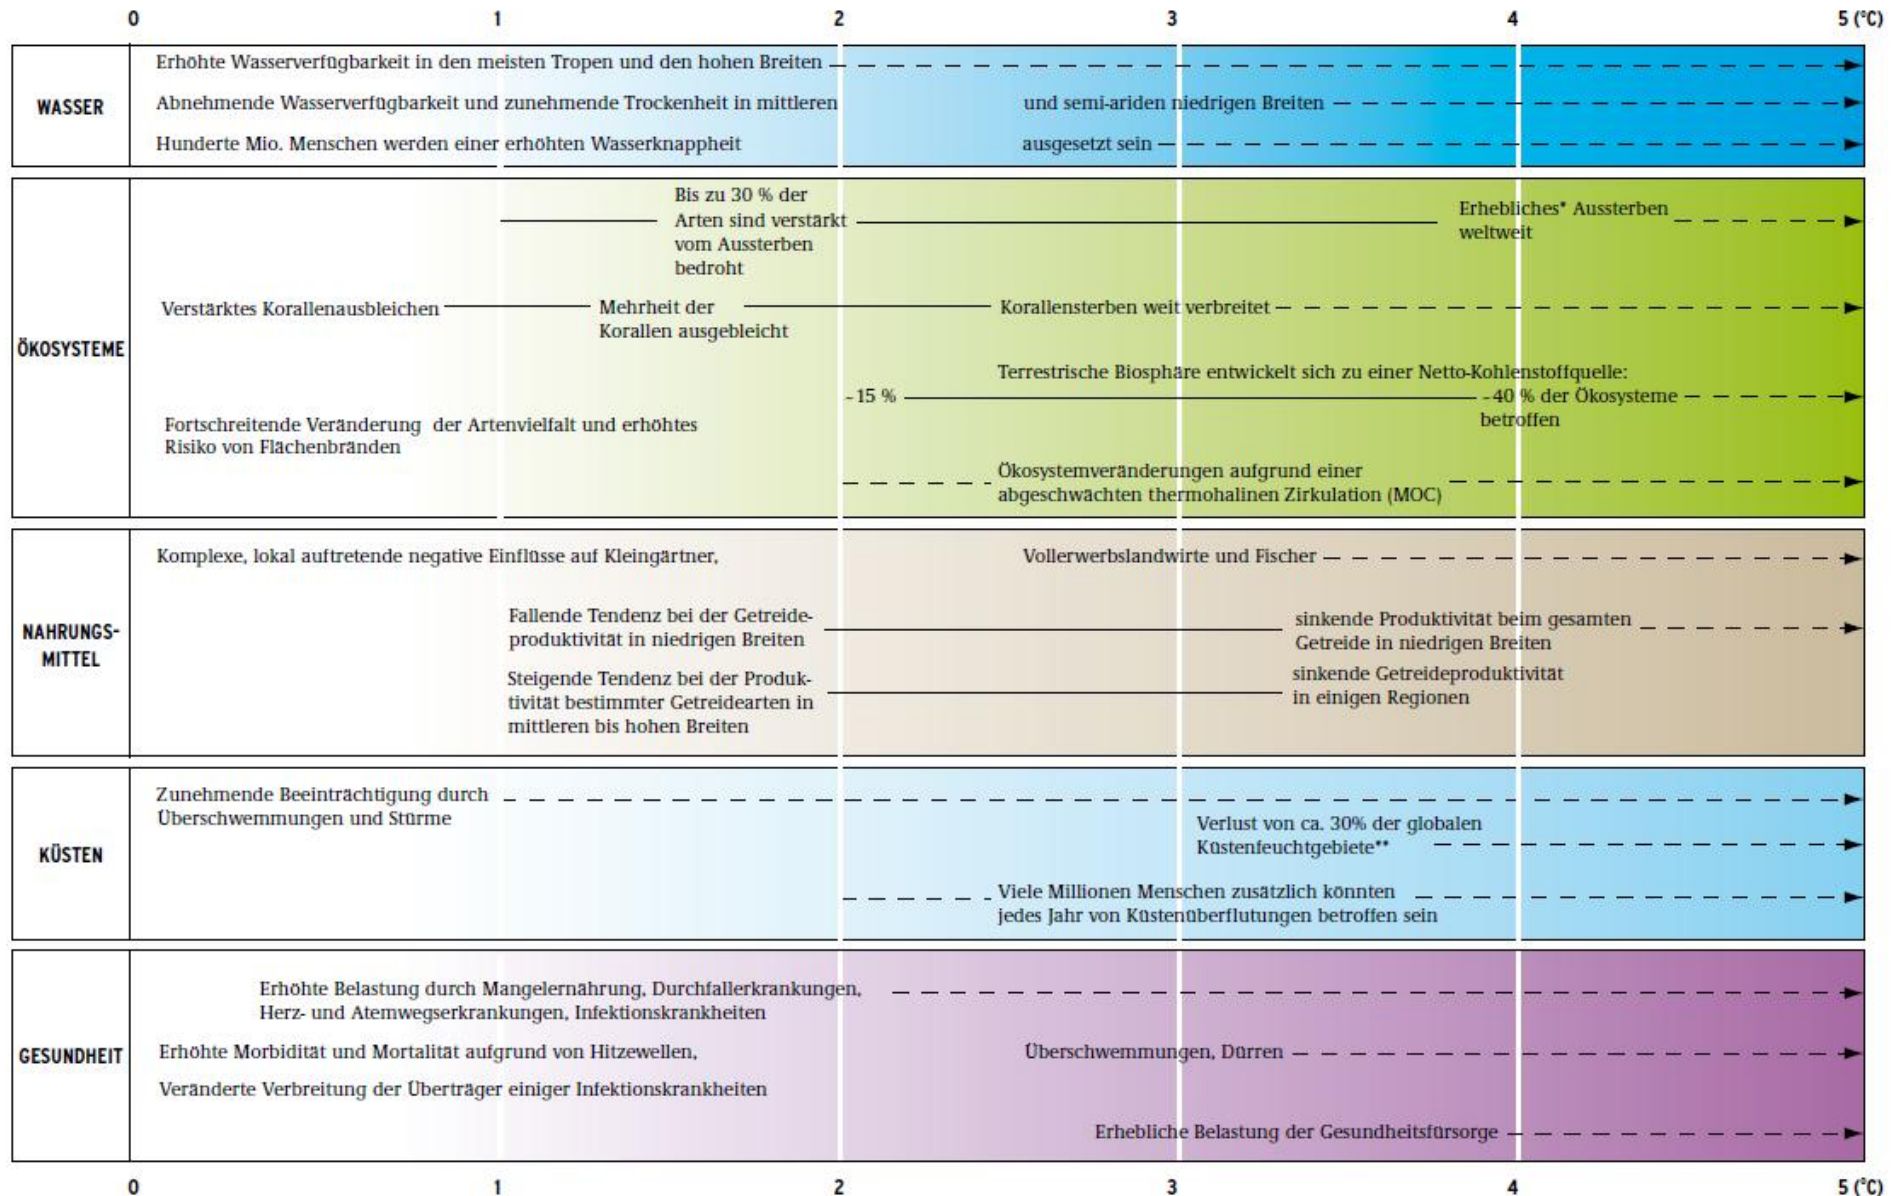 0 1 2 3 4 5 (°C)
WASSER
Erhöhte Wasserverfügbarkeit in den meisten Tropen und den hohen Breiten
Abnehmende Wasserverfügbarkeit und zunehmende Trockenheit in mittleren und semi-ariden niedrigen Breiten
Hunderte Mio. Menschen werden einer erhöhten Wasserknappheit ausgesetzt sein
ÖKOSYSTEME
Bis zu 30 % der
Arten sind verstärkt
vom Aussterben
bedroht
Erhebliches* Aussterben
weltweit
Verstärktes Korallenausbleichen
Mehrheit der
Korallen ausgebleicht
Korallensterben weit verbreitet
Terrestrische Biosphäre entwickelt sich zu einer Netto-Kohlenstoffquelle:
~15 %
~40 % der Ökosysteme
betroffen
Fortschreitende Veränderung der Artenvielfalt und erhöhtes
Risiko von Flächenbränden
Ökosystemveränderungen aufgrund einer
abgeschwächten thermohalinen Zirkulation (MOC)
NAHRUNGS-
MITTEL
Komplexe, lokal auftretende negative Einflüsse auf Kleingärtner, Vollerwerbslandwirte und Fischer
Fallende Tendenz bei der Getreide-
produktivität in niedrigen Breiten
sinkende Produktivität beim gesamten
Getreide in niedrigen Breiten
Steigende Tendenz bei der Produk-
tivität bestimmter Getreidearten in
mittleren bis hohen Breiten
sinkende Getreideproduktivität
in einigen Regionen
KÜSTEN
Zunehmende Beeinträchtigung durch
Überschwemmungen und Stürme
Verlust von ca. 30% der globalen
Küstenfeuchtgebiete**
Viele Millionen Menschen zusätzlich könnten
jedes Jahr von Küstenüberflutungen betroffen sein
GESUNDHEIT
Erhöhte Belastung durch Mangelernährung, Durchfallerkrankungen,
Herz- und Atemwegserkrankungen, Infektionskrankheiten
Erhöhte Morbidität und Mortalität aufgrund von Hitzewellen, Überschwemmungen, Dürren
Veränderte Verbreitung der Überträger einiger Infektionskrankheiten
Erhebliche Belastung der Gesundheitsfürsorge
0 1 2 3 4 5 (°C)